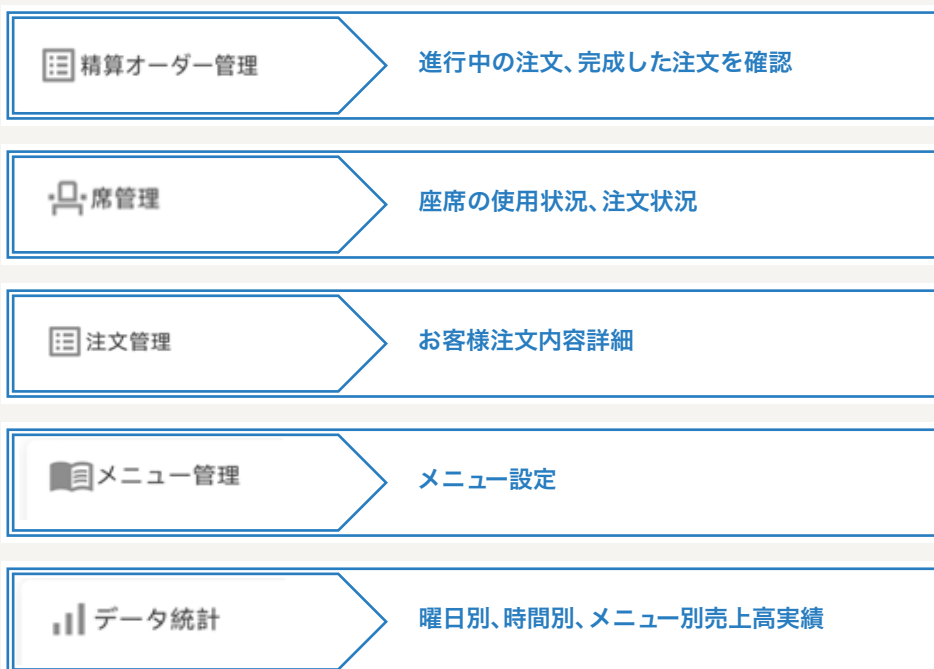 精算オーダー管理
進行中の注文、完成した注文を確認
席管理
座席の使用状況、注文状況
注文管理
お客様注文内容詳細
メニュー管理
メニュー設定
データ統計
曜日別、時間別、メニュー別売上高実績